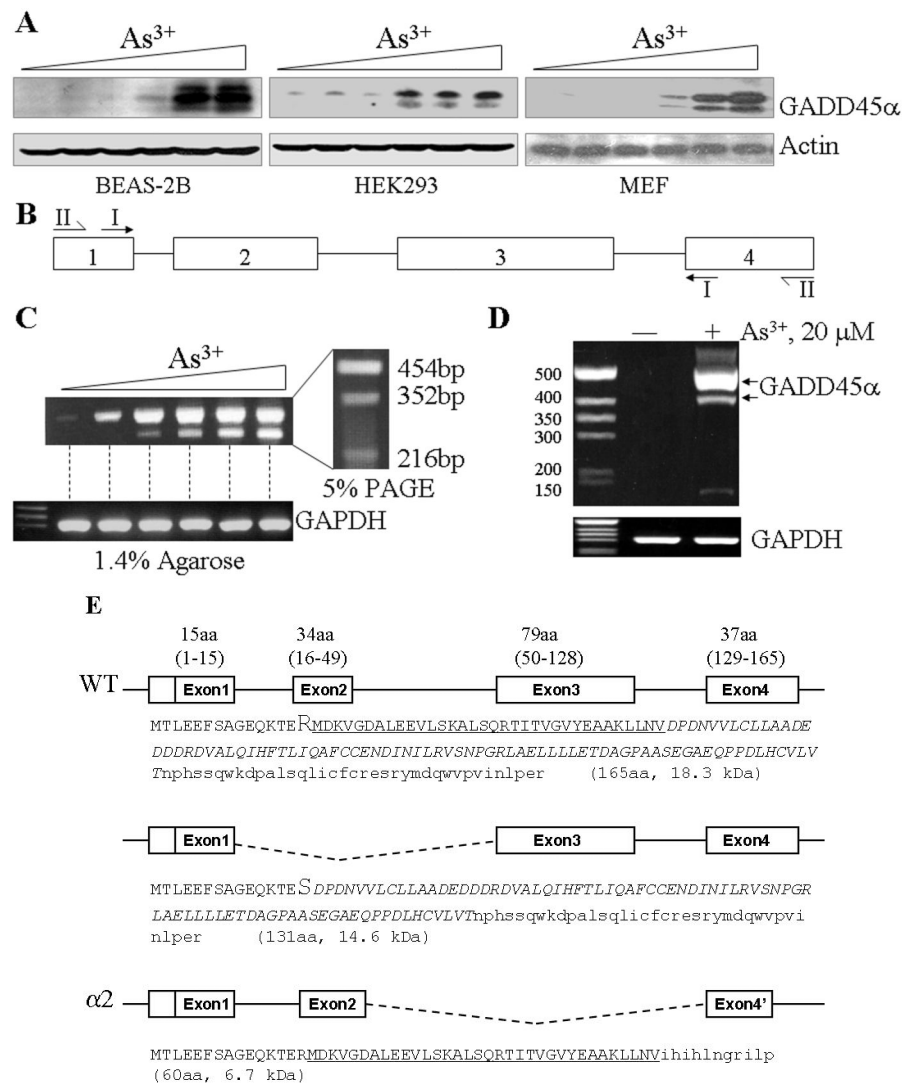 A
As3+ As3+ As3+
GADD45α
Actin
BEAS-2B HEK293 MEF
B
II I
1 2 3 4
I II
C
As3+
454bp
352bp
216bp
5% PAGE
GAPDH
1.4% Agarose
D
— + As3+, 20 μM
500
400
350
300
200
150
GADD45α
GAPDH
E
15aa 34aa 79aa 37aa
(1-15) (16-49) (50-128) (129-165)
WT Exon1 Exon2 Exon3 Exon4
MTLEEFSAGEQKTERMDKVGDALEEVLSKALSQRTITVGVYEAAKLLNVDPDNVVLCLLAADE
DDDRDVALQIHFTLIQAFCCENDINILRVSNPGRLAELLLLETDAGPAASEGAEQPPDLHCVLV
Tnphssqwkdpalsqlicfcresrymdqwvpvinlper (165aa, 18.3 kDa)
Exon1 Exon3 Exon4
MTLEEFSAGEQKTESDPDNVVLCLLAADEDDDRDVALQIHFTLIQAFCCENDINILRVSNPGR
LAELLLLETDAGPAASEGAEQPPDLHCVLVTnphssqwkdpalsqlicfcresrymdqwvpvi
nlper (131aa, 14.6 kDa)
α2 Exon1 Exon2 Exon4'
MTLEEFSAGEQKTERMDKVGDALEEVLSKALSQRTITVGVYEAAKLLNVihihlngrilp
(60aa, 6.7 kDa)